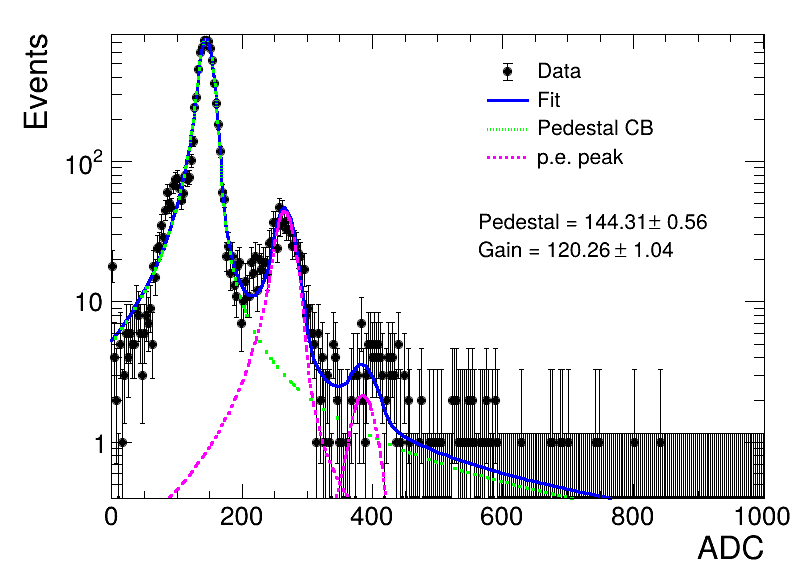 Events
10²
10
1
Data
Fit
Pedestal CB
p.e. peak
Pedestal = 144.31± 0.56
Gain = 120.26 ± 1.04
0 200 400 600 800 1000
ADC